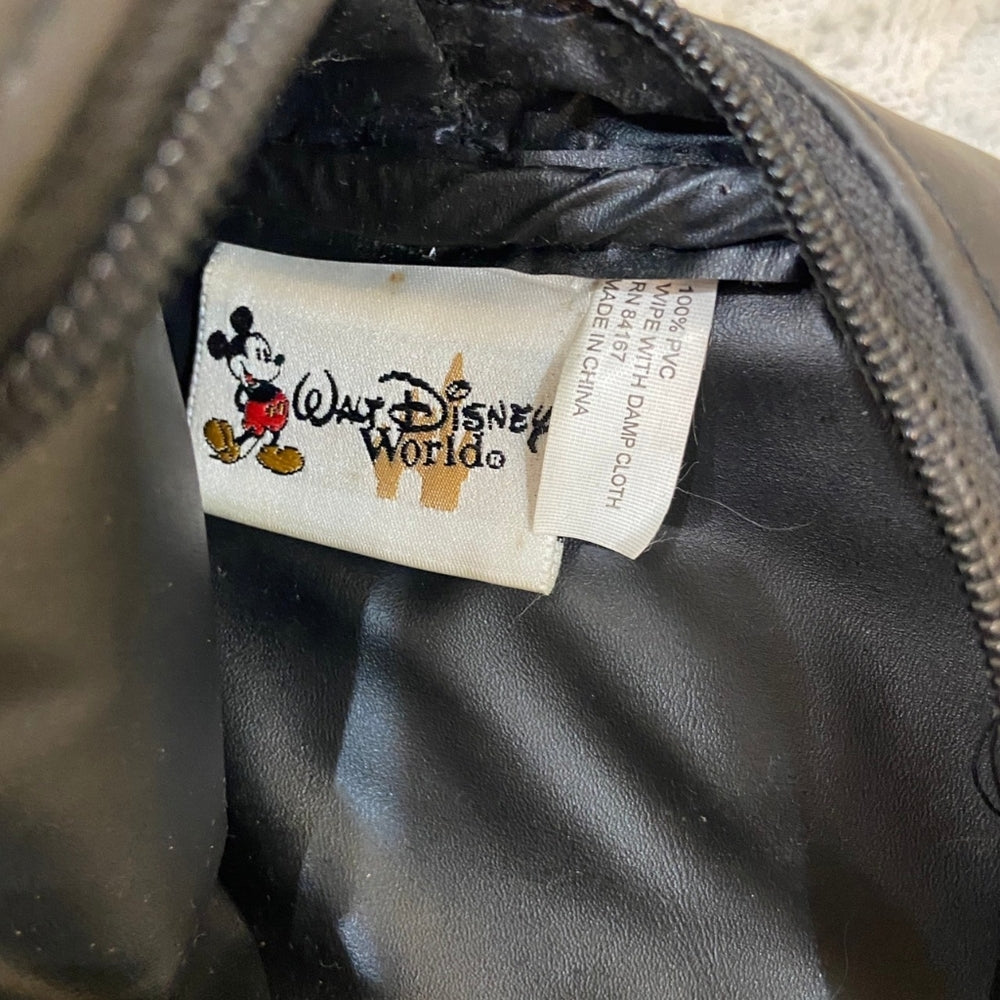 WALT DISNEY
World®
100% PVC
WIPE WITH DAMP CLOTH
RN 84167
MADE IN CHINA